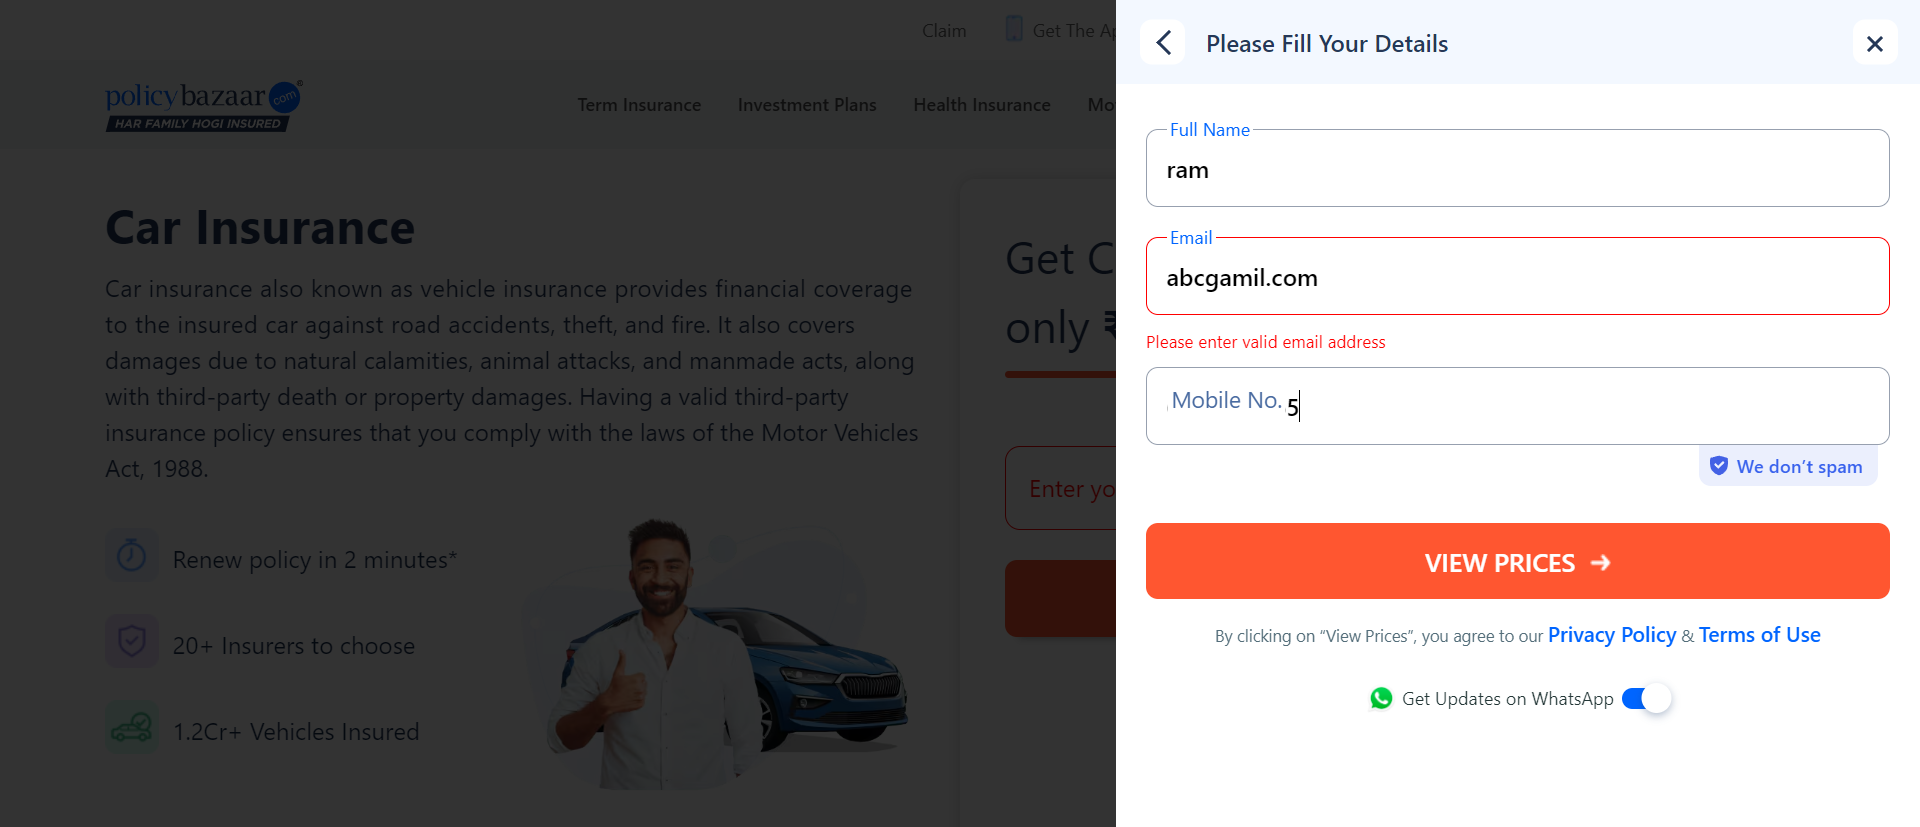 Claim
Get The Ap
policybazaar.com®
HAR FAMILY HOGI INSURED
Term Insurance
Investment Plans
Health Insurance
Mo
Car Insurance
Car insurance also known as vehicle insurance provides financial coverage
to the insured car against road accidents, theft, and fire. It also covers
damages due to natural calamities, animal attacks, and manmade acts, along
with third-party death or property damages. Having a valid third-party
insurance policy ensures that you comply with the laws of the Motor Vehicles
Act, 1988.
Renew policy in 2 minutes*
20+ Insurers to choose
1.2Cr+ Vehicles Insured
Get C
only ₹
Enter yo
Please Fill Your Details
Full Name
ram
Email
abcgamil.com
Please enter valid email address
Mobile No. 5
We don’t spam
VIEW PRICES
By clicking on “View Prices”, you agree to our Privacy Policy & Terms of Use
Get Updates on WhatsApp